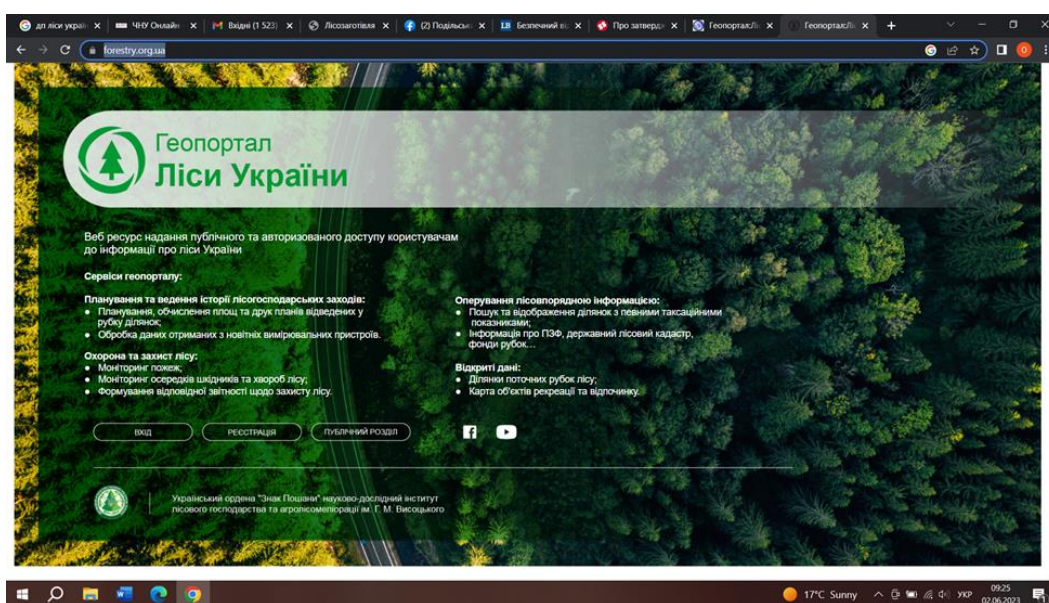 дп ліси украї
ЧНУ Онлайн
Вхідні (1 523)
Лісозаготівля
(2) Подільськ
Безпечний ві
Про затвердж
Геопортал:Лі
Геопортал:Лі
forestry.org.ua
Геопортал
Ліси України
Веб ресурс надання публічного та авторизованого доступу користувачам
до інформації про ліси України
Сервіси геопорталу:
Планування та ведення історії лісогосподарських заходів:
• Планування, обчислення площ та друк планів відведених у
рубку ділянок;
• Обробка даних отриманих з новітніх вимірювальних пристроїв.
Охорона та захист лісу:
• Моніторинг пожеж;
• Моніторинг осередків шкідників та хвороб лісу;
• Формування відповідної звітності щодо захисту лісу.
Оперування лісовпорядною інформацією:
• Пошук та відображення ділянок з певними таксаційними
показниками;
• Інформація про ПЗФ, державний лісовий кадастр,
фонди рубок…
Відкриті дані:
• Ділянки поточних рубок лісу;
• Карта об'єктів рекреації та відпочинку.
ВХІД
РЕЄСТРАЦІЯ
ПУБЛІЧНИЙ РОЗДІЛ
Український ордена "Знак Пошани" науково-дослідний інститут
лісового господарства та агролісомеліорації ім. Г. М. Висоцького
17°C Sunny
УКР
09:25
02.06.2023